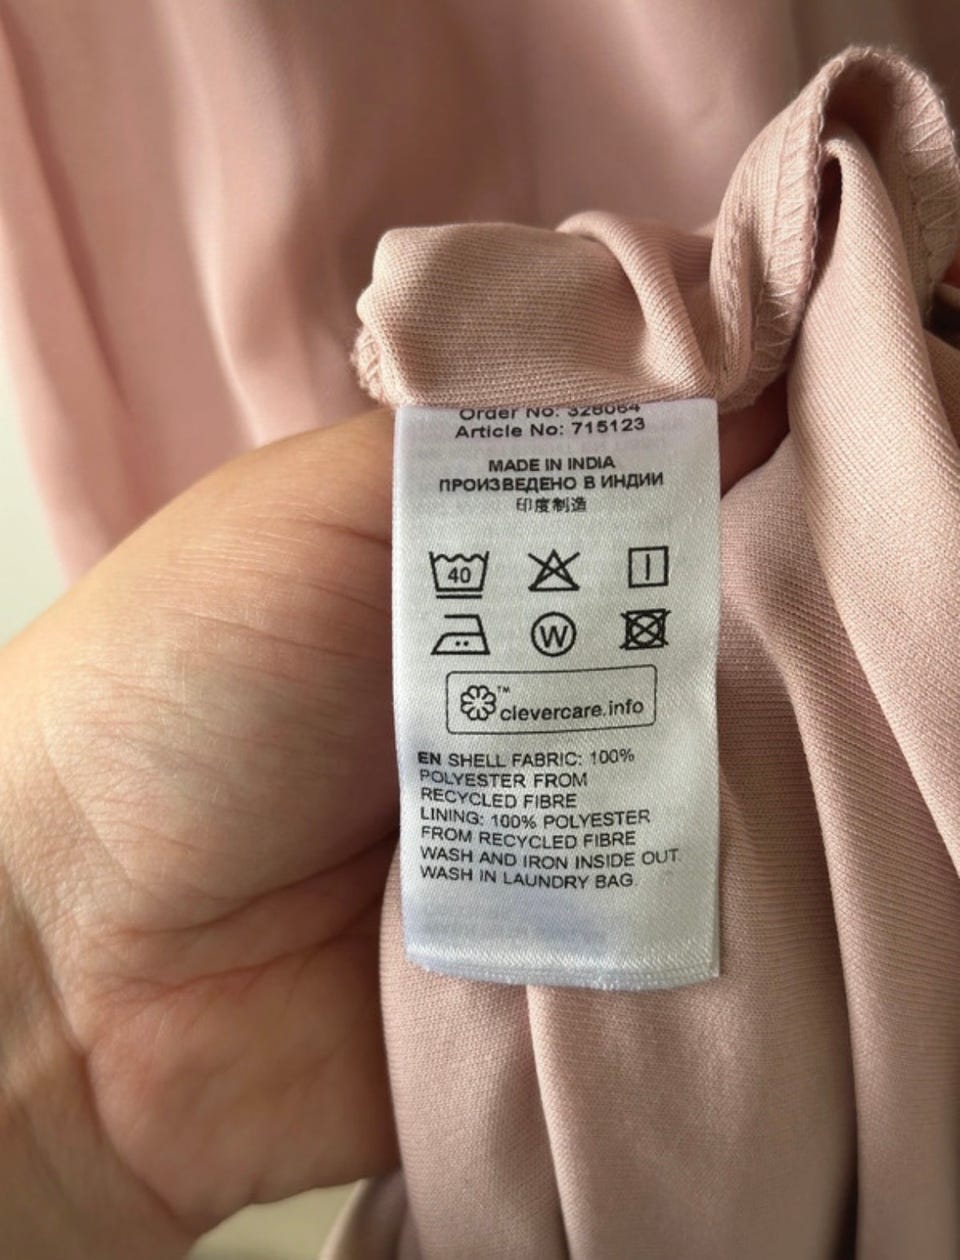 Order No: 328064
Article No: 715123
MADE IN INDIA
ПРОИЗВЕДЕНО В ИНДИИ
印度制造
40
W
™
clevercare.info
EN SHELL FABRIC: 100%
POLYESTER FROM
RECYCLED FIBRE
LINING: 100% POLYESTER
FROM RECYCLED FIBRE
WASH AND IRON INSIDE OUT.
WASH IN LAUNDRY BAG.